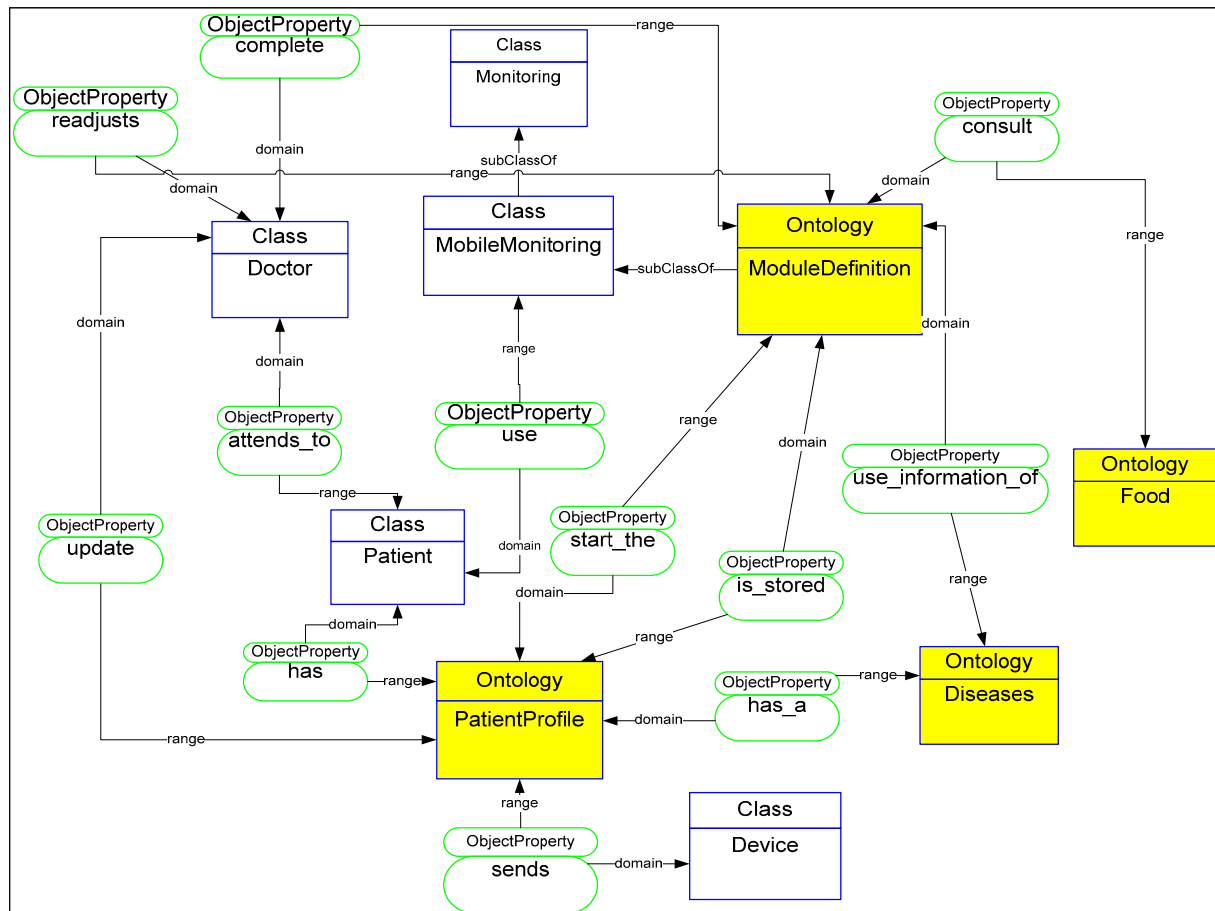 ObjectProperty
complete
range
Class
Monitoring
ObjectProperty
readjusts
ObjectProperty
consult
domain
subClassOf
range
domain
domain
Class
Doctor
Class
MobileMonitoring
Ontology
ModuleDefinition
range
subClassOf
domain
domain
domain
range
ObjectProperty
attends_to
ObjectProperty
use
range
domain
ObjectProperty
use_information_of
Ontology
Food
range
Class
Patient
ObjectProperty
update
ObjectProperty
start_the
domain
ObjectProperty
is_stored
range
domain
domain
range
ObjectProperty
has
range
Ontology
PatientProfile
ObjectProperty
has_a
range
domain
Ontology
Diseases
range
range
Class
Device
ObjectProperty
sends
domain